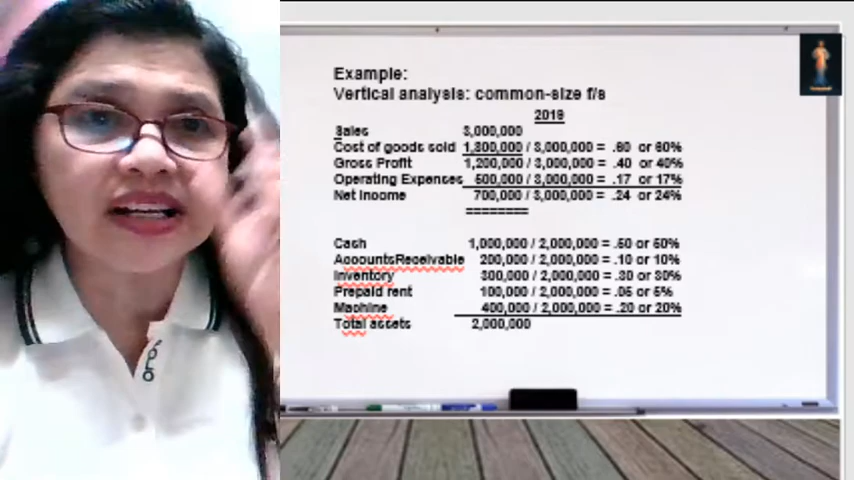 Example:
Vertical analysis: common-size f/s
Sales 3,000,000
Cost of goods sold 1,800,000 / 3,000,000 = .60 or 60%
Gross Profit 1,200,000 / 3,000,000 = .40 or 40%
Operating Expenses 500,000 / 3,000,000 = .17 or 17%
Net Income 700,000 / 3,000,000 = .24 or 24%
========
Cash 1,000,000 / 2,000,000 = .50 or 50%
AccountsReceivable 200,000 / 2,000,000 = .10 or 10%
Inventory 300,000 / 2,000,000 = .30 or 30%
Prepaid rent 100,000 / 2,000,000 = .05 or 5%
Machine 400,000 / 2,000,000 = .20 or 20%
Total assets 2,000,000